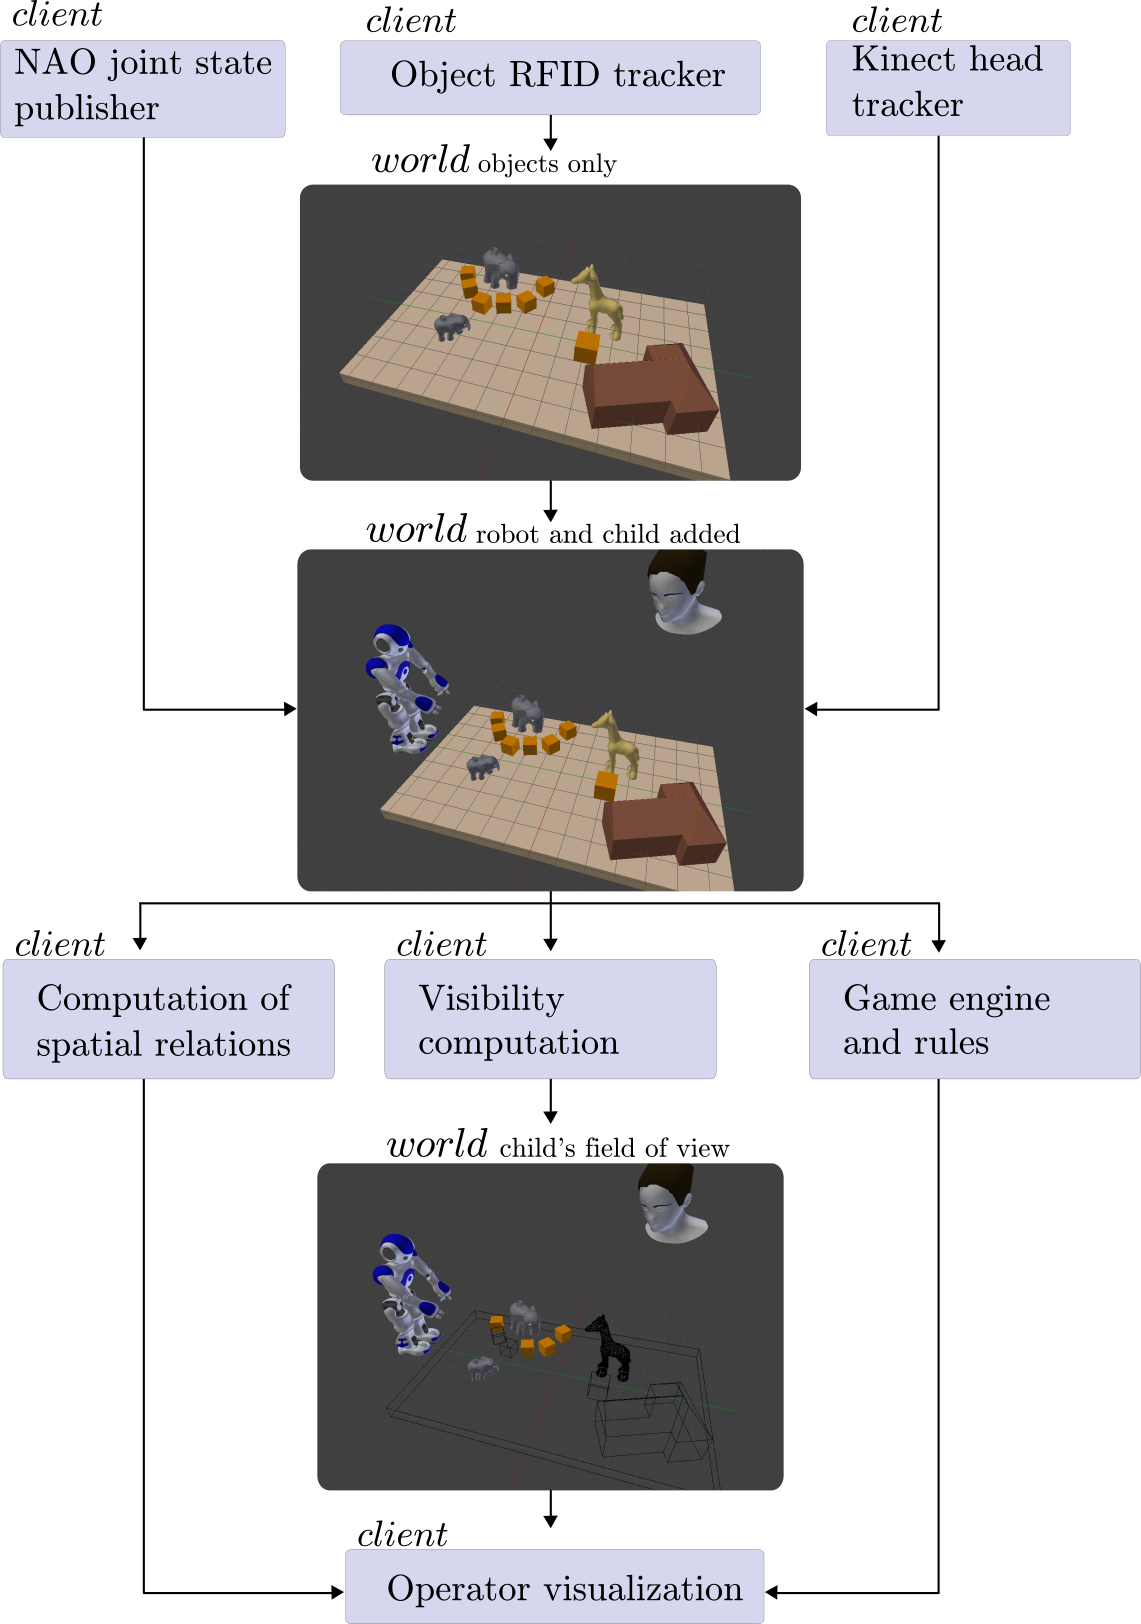 client
NAO joint state
publisher
client
Object RFID tracker
client
Kinect head
tracker
world objects only
world robot and child added
client
Computation of
spatial relations
client
Visibility
computation
client
Game engine
and rules
world child's field of view
client
Operator visualization